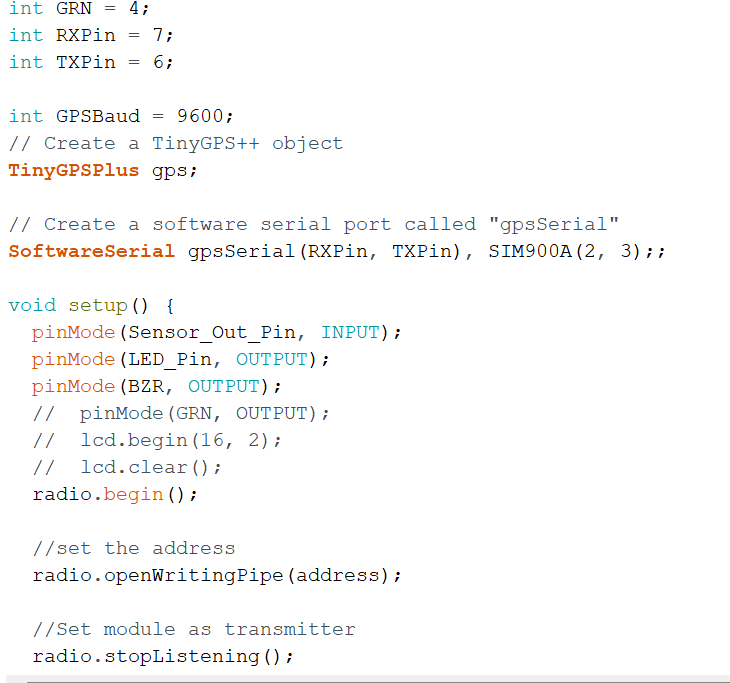 int GRN = 4;
int RXPin = 7;
int TXPin = 6;

int GPSBaud = 9600;
// Create a TinyGPS++ object
TinyGPSPlus gps;

// Create a software serial port called "gpsSerial"
SoftwareSerial gpsSerial(RXPin, TXPin), SIM900A(2, 3);;

void setup() {
  pinMode(Sensor_Out_Pin, INPUT);
  pinMode(LED_Pin, OUTPUT);
  pinMode(BZR, OUTPUT);
  //  pinMode(GRN, OUTPUT);
  //  lcd.begin(16, 2);
  //  lcd.clear();
  radio.begin();

  //set the address
  radio.openWritingPipe(address);

  //Set module as transmitter
  radio.stopListening();